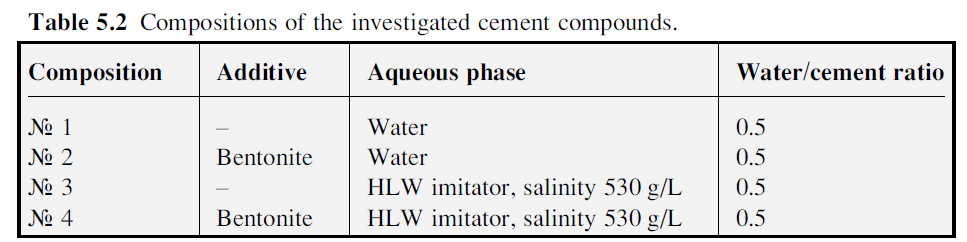 Table 5.2 Compositions of the investigated cement compounds.
Composition Additive Aqueous phase Water/cement ratio
№ 1 – Water 0.5
№ 2 Bentonite Water 0.5
№ 3 – HLW imitator, salinity 530 g/L 0.5
№ 4 Bentonite HLW imitator, salinity 530 g/L 0.5